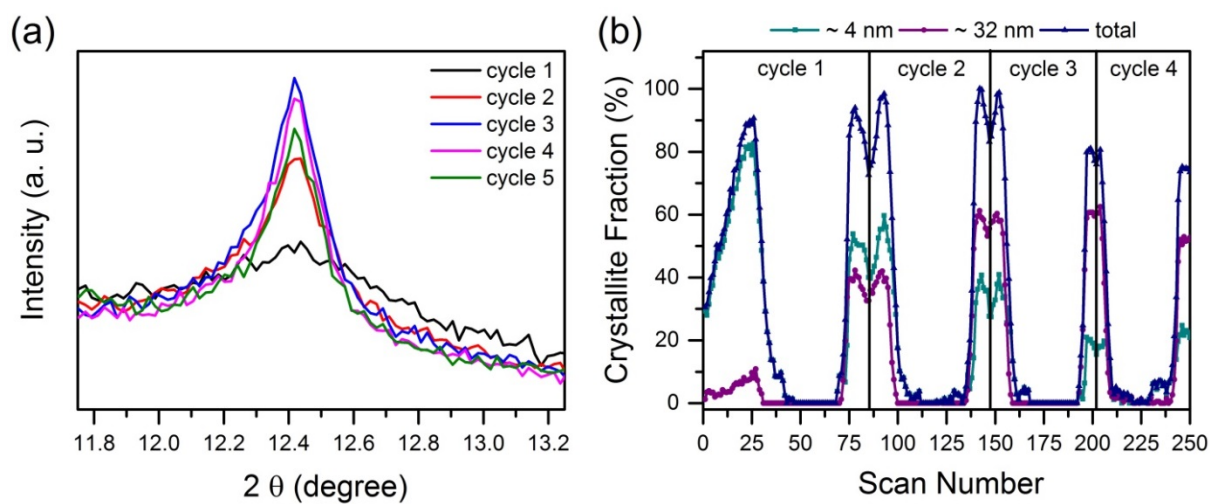 (a)
cycle 1
cycle 2
cycle 3
cycle 4
cycle 5
Intensity (a. u.)
11.8 12.0 12.2 12.4 12.6 12.8 13.0 13.2
2 θ (degree)
(b)
~ 4 nm ~ 32 nm total
cycle 1 cycle 2 cycle 3 cycle 4
Crystallite Fraction (%)
100
80
60
40
20
0
0 25 50 75 100 125 150 175 200 225 250
Scan Number